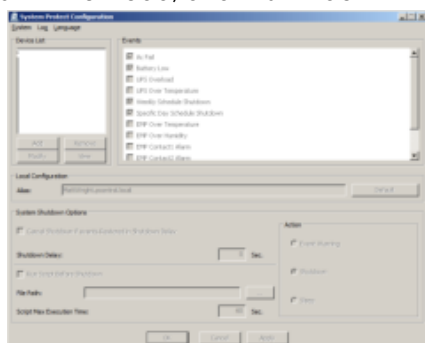 System Protect Configuration
System Log Language
Device List
Events
Ac Fail
Battery Low
UPS Overload
UPS Over Temperature
Weekly Schedule Shutdown
Specific Day Schedule Shutdown
EMP Over Temperature
EMP Over Humidity
EMP Contact1 Alarm
EMP Contact2 Alarm
Add
Remove
Modify
Local Configuration
Alias:
Default
System Shutdown Options
Action
Shutdown Delay:
Sec.
Run Script Before Shutdown
Event Warning
Shutdown
File Path:
...
Script Max Execution Time:
Sec.
Ok
Cancel
Apply